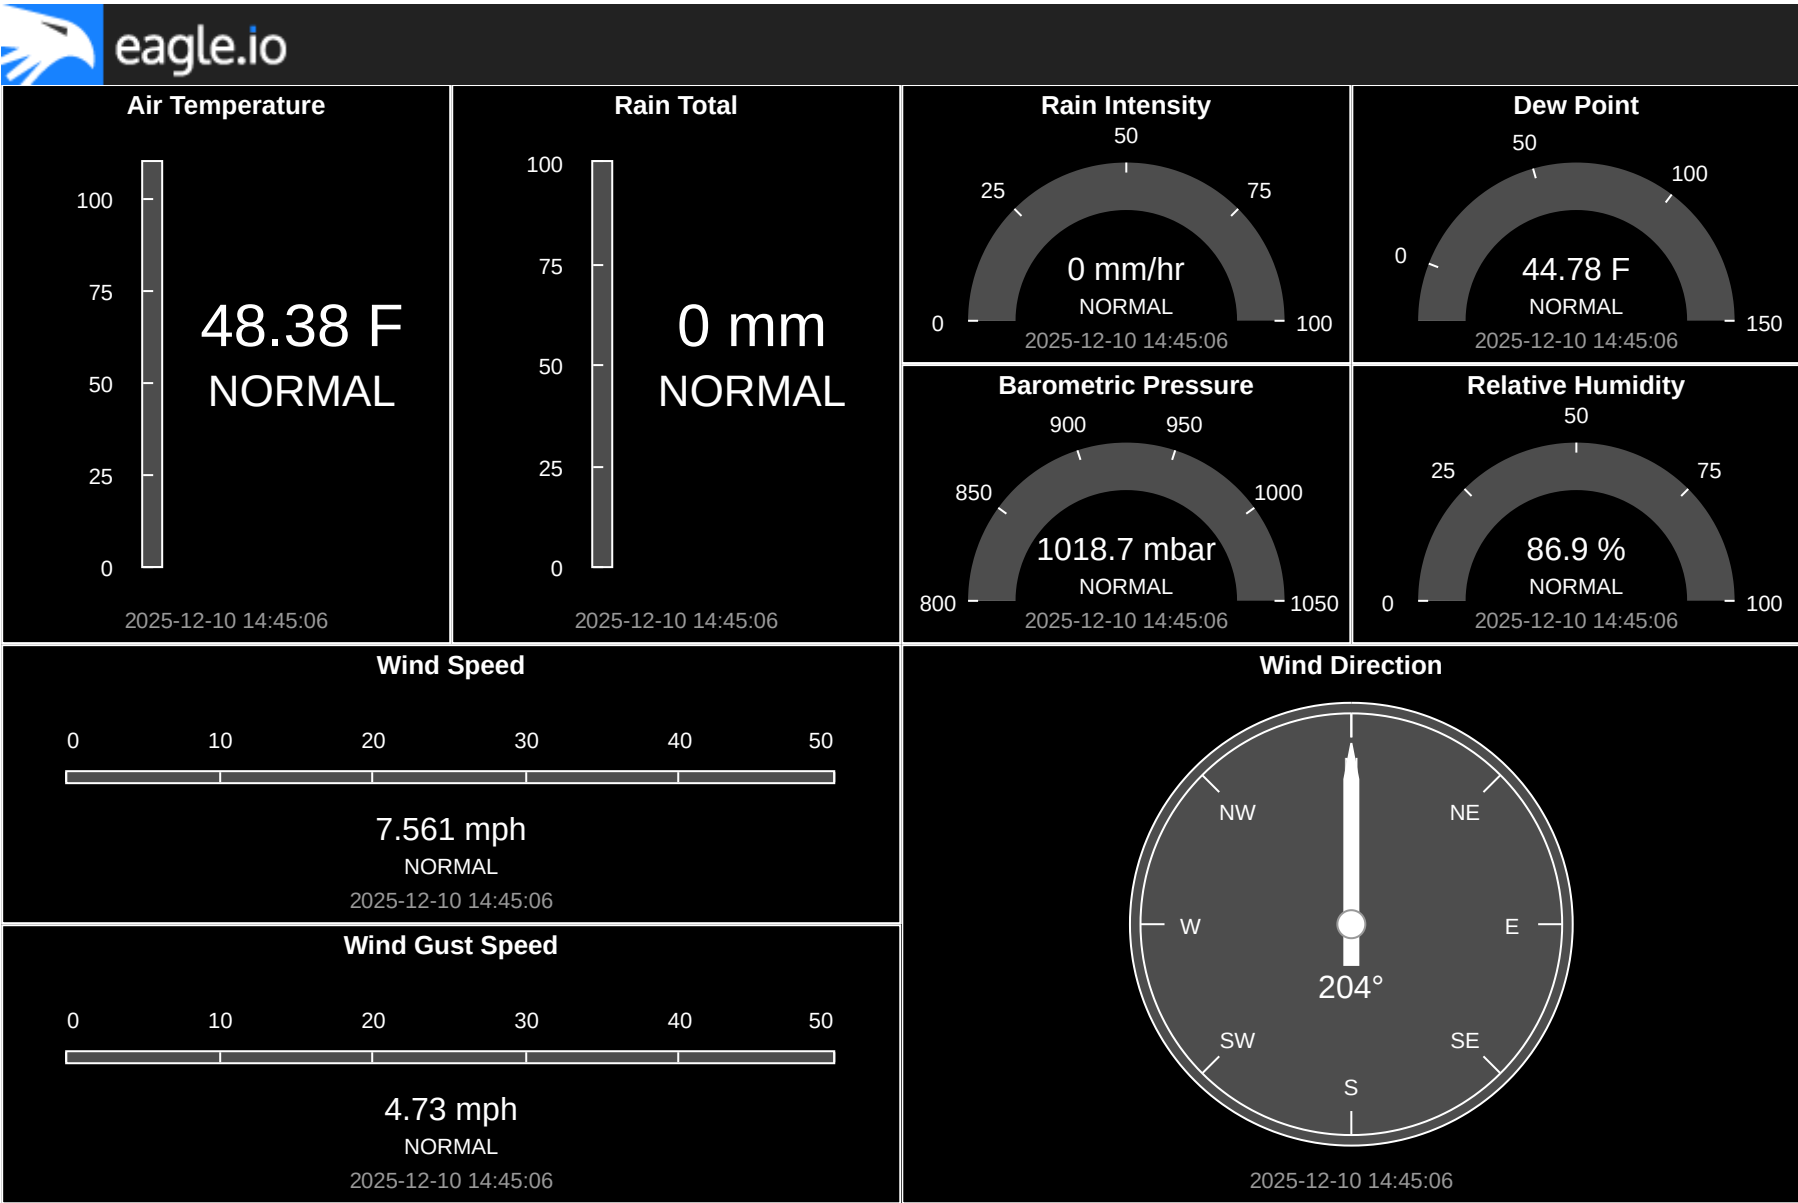 eagle.io
Air Temperature
100
75
50
25
0
48.38 F
NORMAL
2025-12-10 14:45:06
Rain Total
100
75
50
25
0
0 mm
NORMAL
2025-12-10 14:45:06
Rain Intensity
50
25
75
0
100
0 mm/hr
NORMAL
2025-12-10 14:45:06
Dew Point
50
100
0
150
44.78 F
NORMAL
2025-12-10 14:45:06
Barometric Pressure
900
950
850
1000
800
1050
1018.7 mbar
NORMAL
2025-12-10 14:45:06
Relative Humidity
50
25
75
0
100
86.9 %
NORMAL
2025-12-10 14:45:06
Wind Speed
0 10 20 30 40 50
7.561 mph
NORMAL
2025-12-10 14:45:06
Wind Gust Speed
0 10 20 30 40 50
4.73 mph
NORMAL
2025-12-10 14:45:06
Wind Direction
NW NE
W E
204°
SW SE
S
2025-12-10 14:45:06